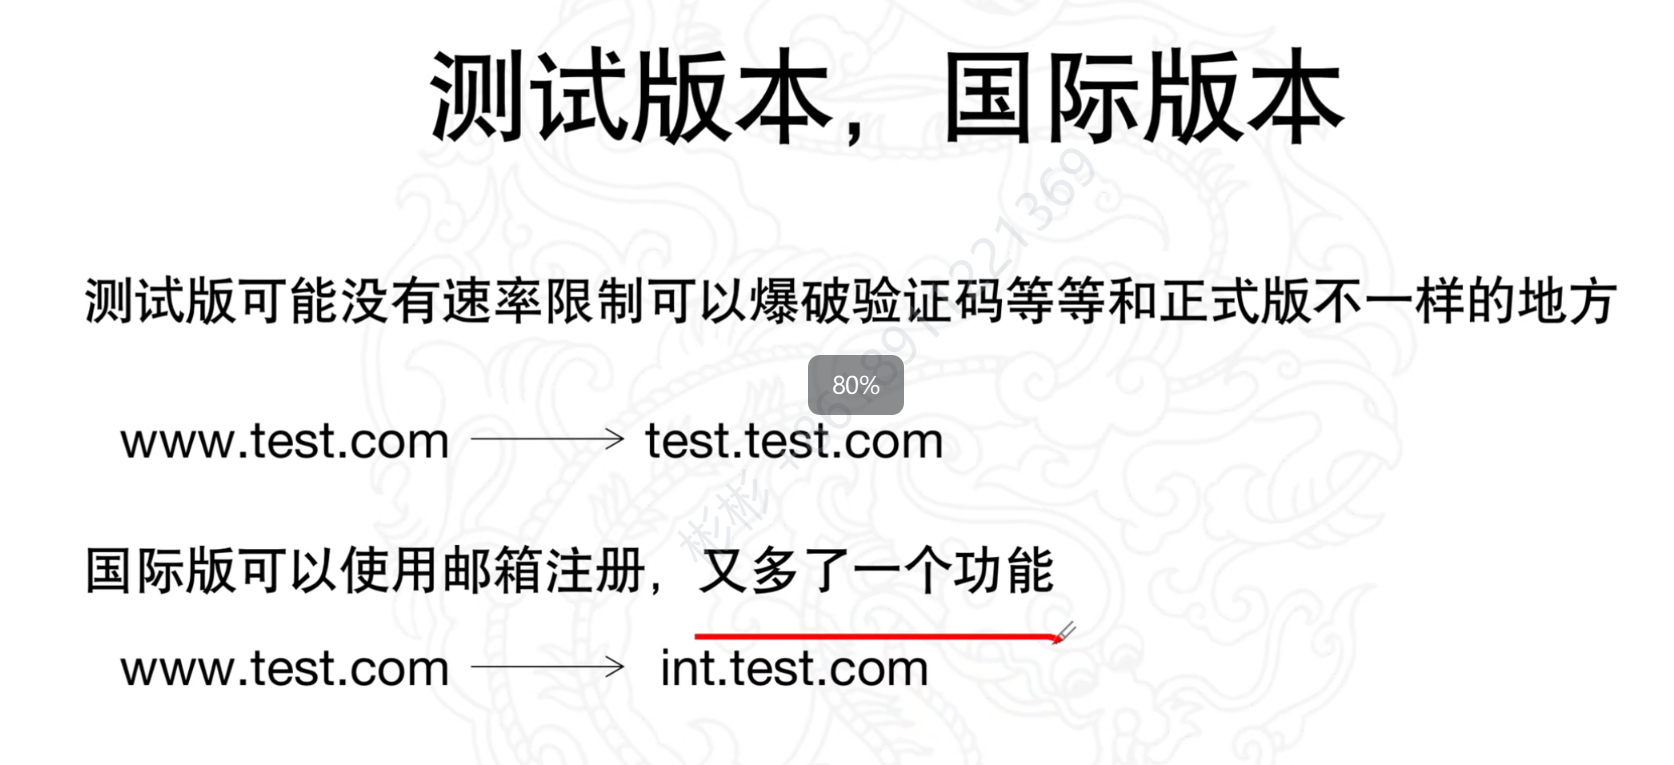 测试版本，国际版本
测试版可能没有速率限制可以爆破验证码等等和正式版不一样的地方
80%
www.test.com test.test.com
国际版可以使用邮箱注册，又多了一个功能
www.test.com int.test.com
彬彬